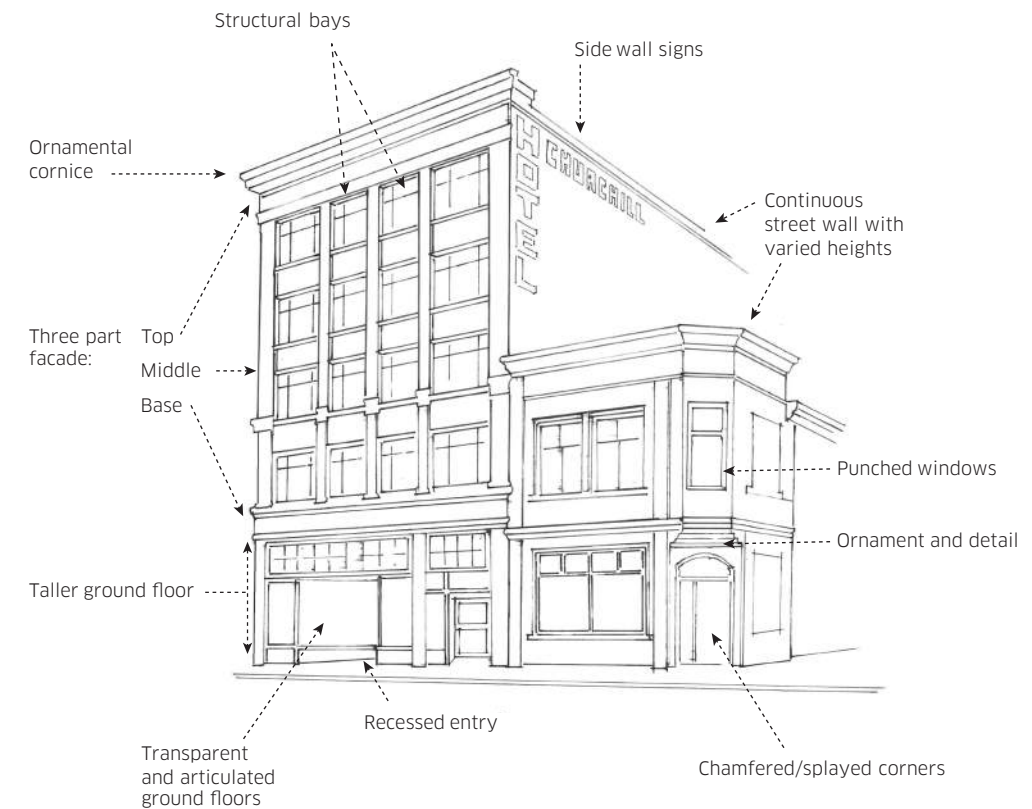 Structural bays
Side wall signs
Ornamental
cornice
HOTEL
CHURCHILL
Continuous
street wall with
varied heights
Three part
facade:
Top
Middle
Base
Punched windows
Ornament and detail
Taller ground floor
Recessed entry
Transparent
and articulated
ground floors
Chamfered/splayed corners